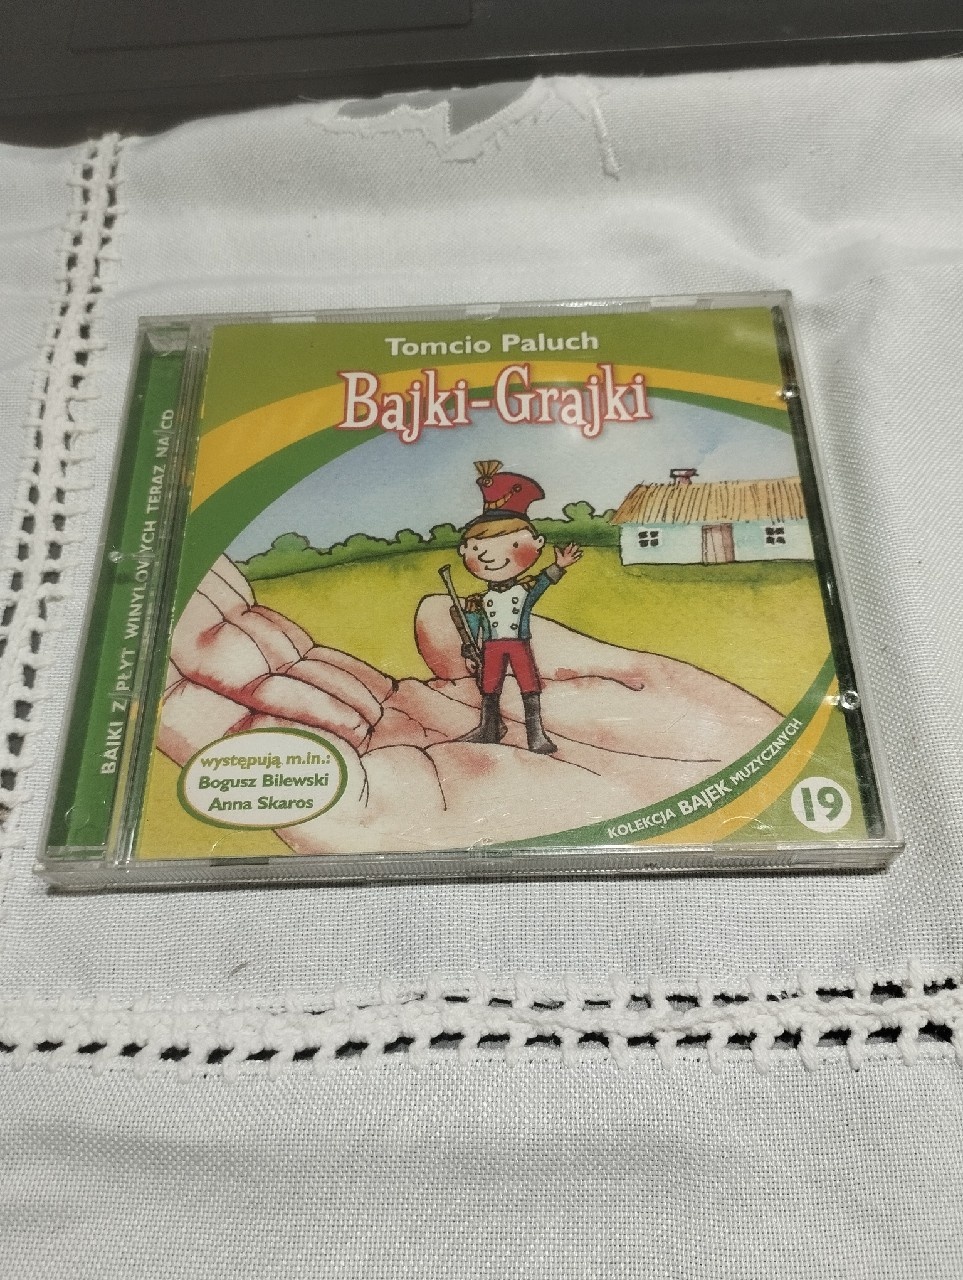 Tomcio Paluch
Bajki-Grajki
BAJKI Z PŁYT WINYLOWYCH TERAZ NA CD
występują m.in.:
Bogusz Bilewski
Anna Skaros
KOLEKCJA BAJEK MUZYCZNYCH
19